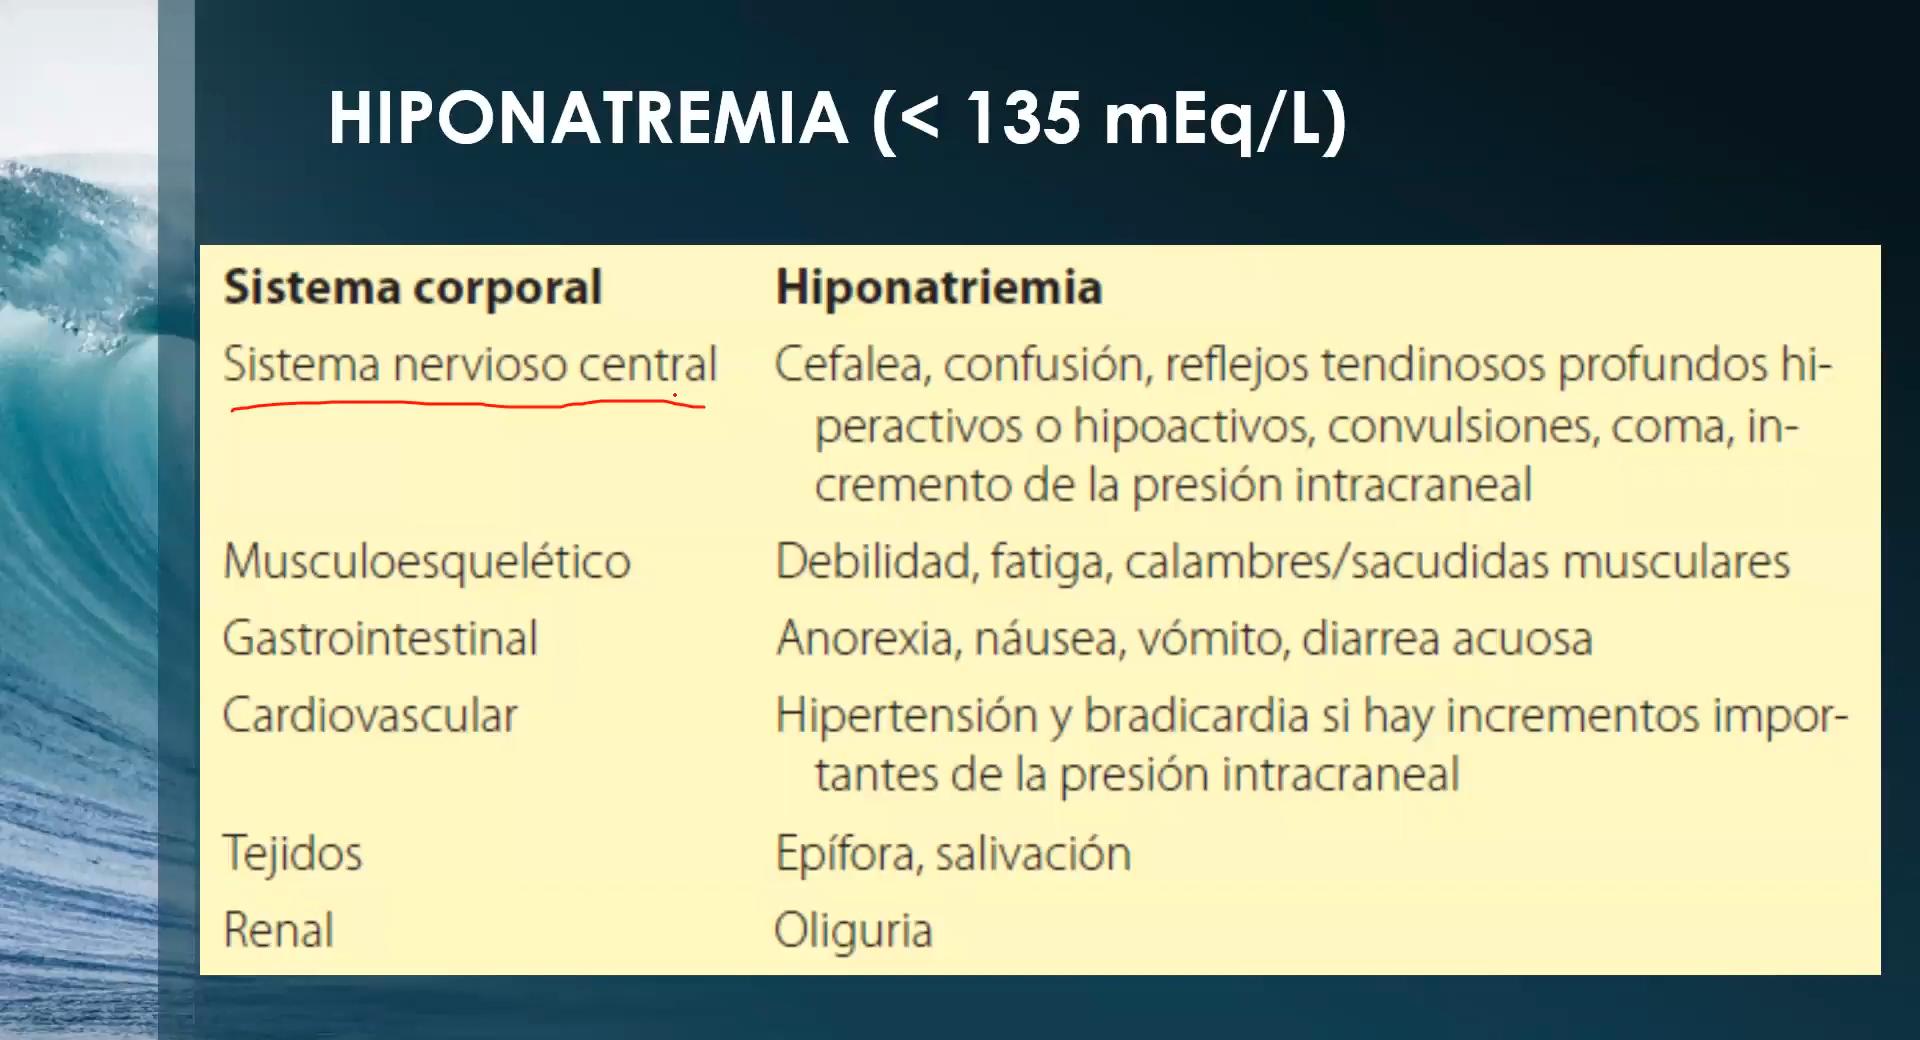 HIPONATREMIA (< 135 mEq/L)
Sistema corporal Hiponatriemia
Sistema nervioso central Cefalea, confusión, reflejos tendinosos profundos hi-
peractivos o hipoactivos, convulsiones, coma, in-
cremento de la presión intracraneal
Musculoesquelético Debilidad, fatiga, calambres/sacudidas musculares
Gastrointestinal Anorexia, náusea, vómito, diarrea acuosa
Cardiovascular Hipertensión y bradicardia si hay incrementos impor-
tantes de la presión intracraneal
Tejidos Epífora, salivación
Renal Oliguria